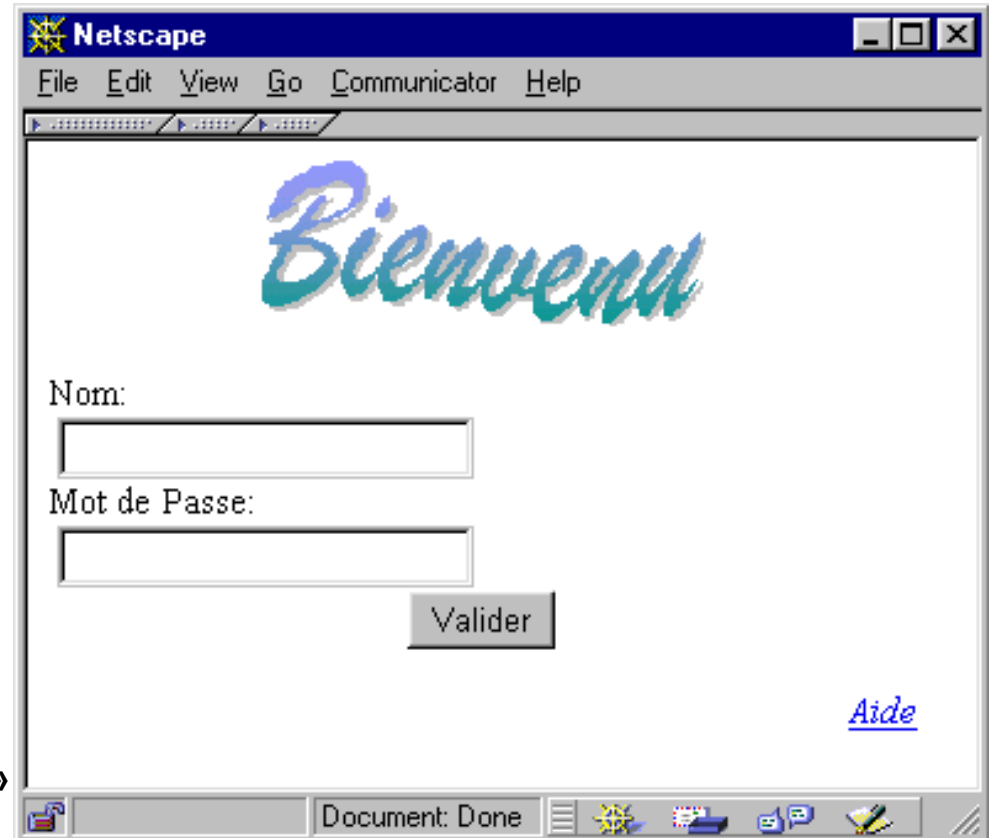 Netscape
File Edit View Go Communicator Help
Bienvenu
Nom:
Mot de Passe:
Valider
Aide
»
Document: Done